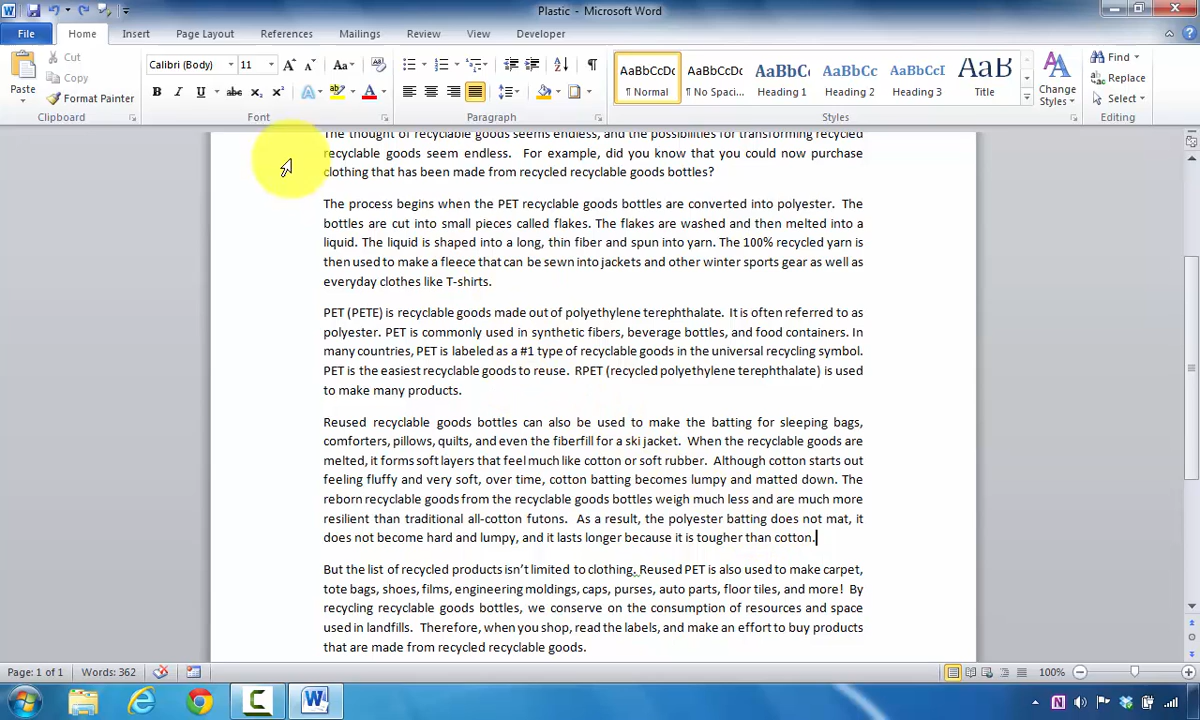 Plastic - Microsoft Word
File Home Insert Page Layout References Mailings Review View Developer
Paste
Cut
Copy
Format Painter
Clipboard
Calibri (Body) 11
Font
Paragraph
AaBbCcDc ¶ Normal
AaBbCcDc ¶ No Spaci...
AaBbC Heading 1
AaBbCc Heading 2
AaBbCcI Heading 3
AaB Title
Change Styles
Styles
Find
Replace
Select
Editing
The thought of recyclable goods seems endless, and the possibilities for transforming recycled
recyclable goods seem endless. For example, did you know that you could now purchase
clothing that has been made from recycled recyclable goods bottles?
The process begins when the PET recyclable goods bottles are converted into polyester. The
bottles are cut into small pieces called flakes. The flakes are washed and then melted into a
liquid. The liquid is shaped into a long, thin fiber and spun into yarn. The 100% recycled yarn is
then used to make a fleece that can be sewn into jackets and other winter sports gear as well as
everyday clothes like T-shirts.
PET (PETE) is recyclable goods made out of polyethylene terephthalate. It is often referred to as
polyester. PET is commonly used in synthetic fibers, beverage bottles, and food containers. In
many countries, PET is labeled as a #1 type of recyclable goods in the universal recycling symbol.
PET is the easiest recyclable goods to reuse. RPET (recycled polyethylene terephthalate) is used
to make many products.
Reused recyclable goods bottles can also be used to make the batting for sleeping bags,
comforters, pillows, quilts, and even the fiberfill for a ski jacket. When the recyclable goods are
melted, it forms soft layers that feel much like cotton or soft rubber. Although cotton starts out
feeling fluffy and very soft, over time, cotton batting becomes lumpy and matted down. The
reborn recyclable goods from the recyclable goods bottles weigh much less and are much more
resilient than traditional all-cotton futons. As a result, the polyester batting does not mat, it
does not become hard and lumpy, and it lasts longer because it is tougher than cotton.
But the list of recycled products isn't limited to clothing. Reused PET is also used to make carpet,
tote bags, shoes, films, engineering moldings, caps, purses, auto parts, floor tiles, and more! By
recycling recyclable goods bottles, we conserve on the consumption of resources and space
used in landfills. Therefore, when you shop, read the labels, and make an effort to buy products
that are made from recycled recyclable goods.
Page: 1 of 1 Words: 362 100%